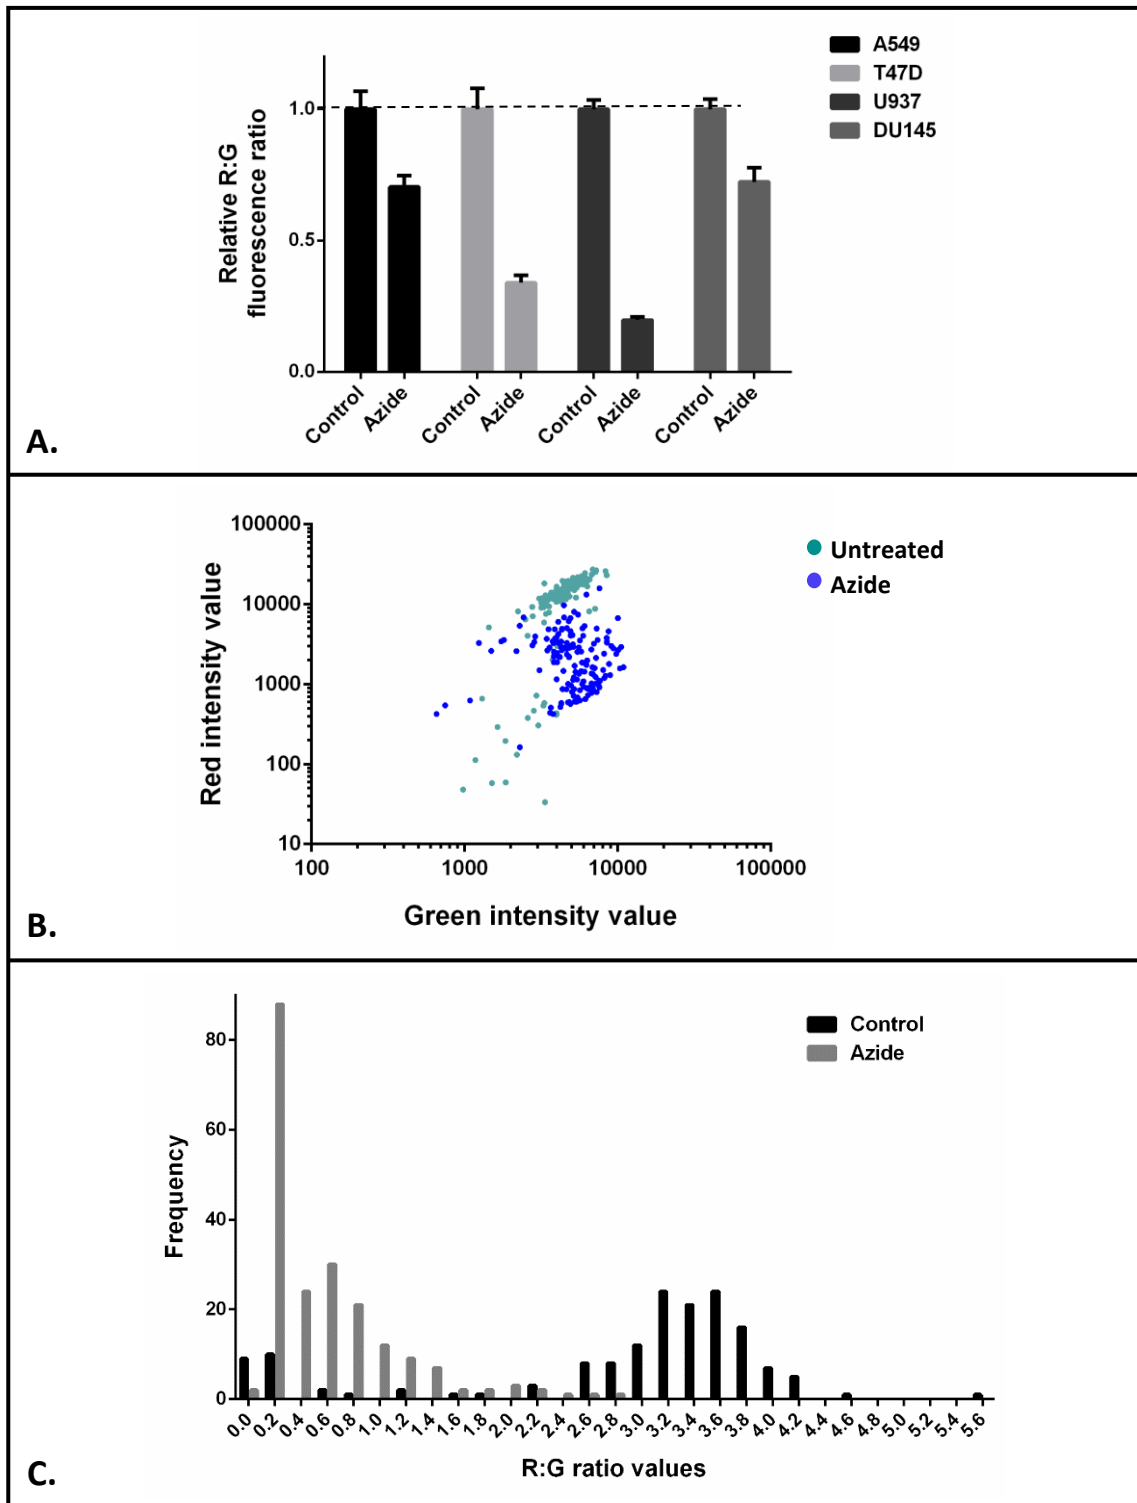 A549
T47D
U937
DU145
Relative R:G
fluorescence ratio
1.0
0.5
0.0
Control
Azide
Control
Azide
Control
Azide
Control
Azide
A.
100000
10000
1000
100
10
Red intensity value
100
1000
10000
100000
Green intensity value
Untreated
Azide
B.
Control
Azide
Frequency
80
60
40
20
0
0.0
0.2
0.4
0.6
0.8
1.0
1.2
1.4
1.6
1.8
2.0
2.2
2.4
2.6
2.8
3.0
3.2
3.4
3.6
3.8
4.0
4.2
4.4
4.6
4.8
5.0
5.2
5.4
5.6
R:G ratio values
C.